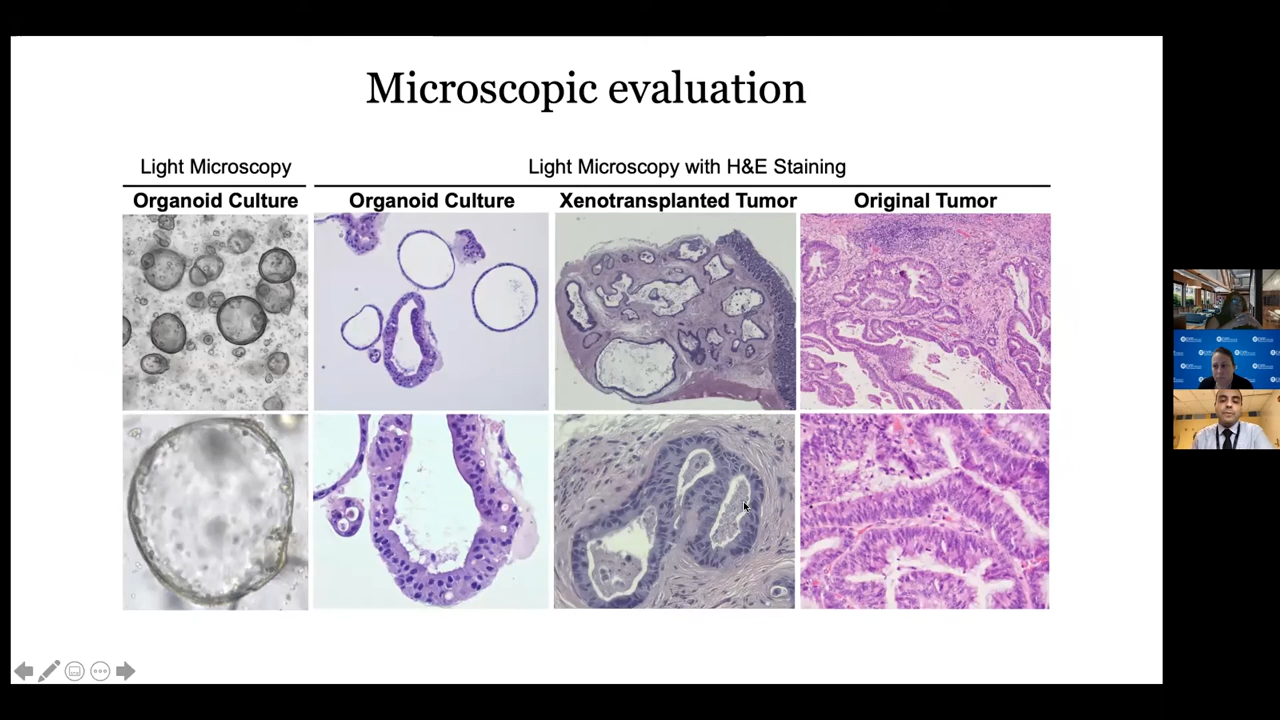 Microscopic evaluation
Light Microscopy
Light Microscopy with H&E Staining
Organoid Culture
Organoid Culture
Xenotransplanted Tumor
Original Tumor